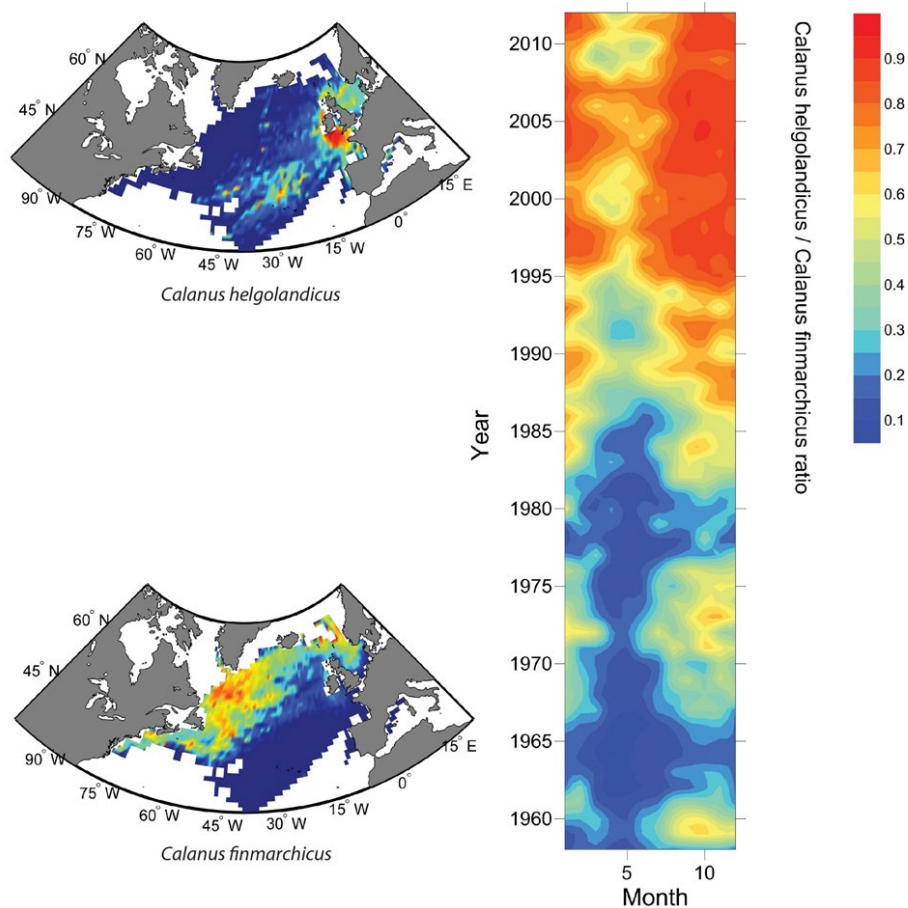 60° N
45° N
90° W
75° W
60° W
45° W
30° W
15° W
0°
15° E
Calanus helgolandicus
60° N
45° N
90° W
75° W
60° W
45° W
30° W
15° W
0°
15° E
Calanus finmarchicus
Year
2010
2005
2000
1995
1990
1985
1980
1975
1970
1965
1960
5 10
Month
Calanus helgolandicus / Calanus finmarchicus ratio
0.9
0.8
0.7
0.6
0.5
0.4
0.3
0.2
0.1